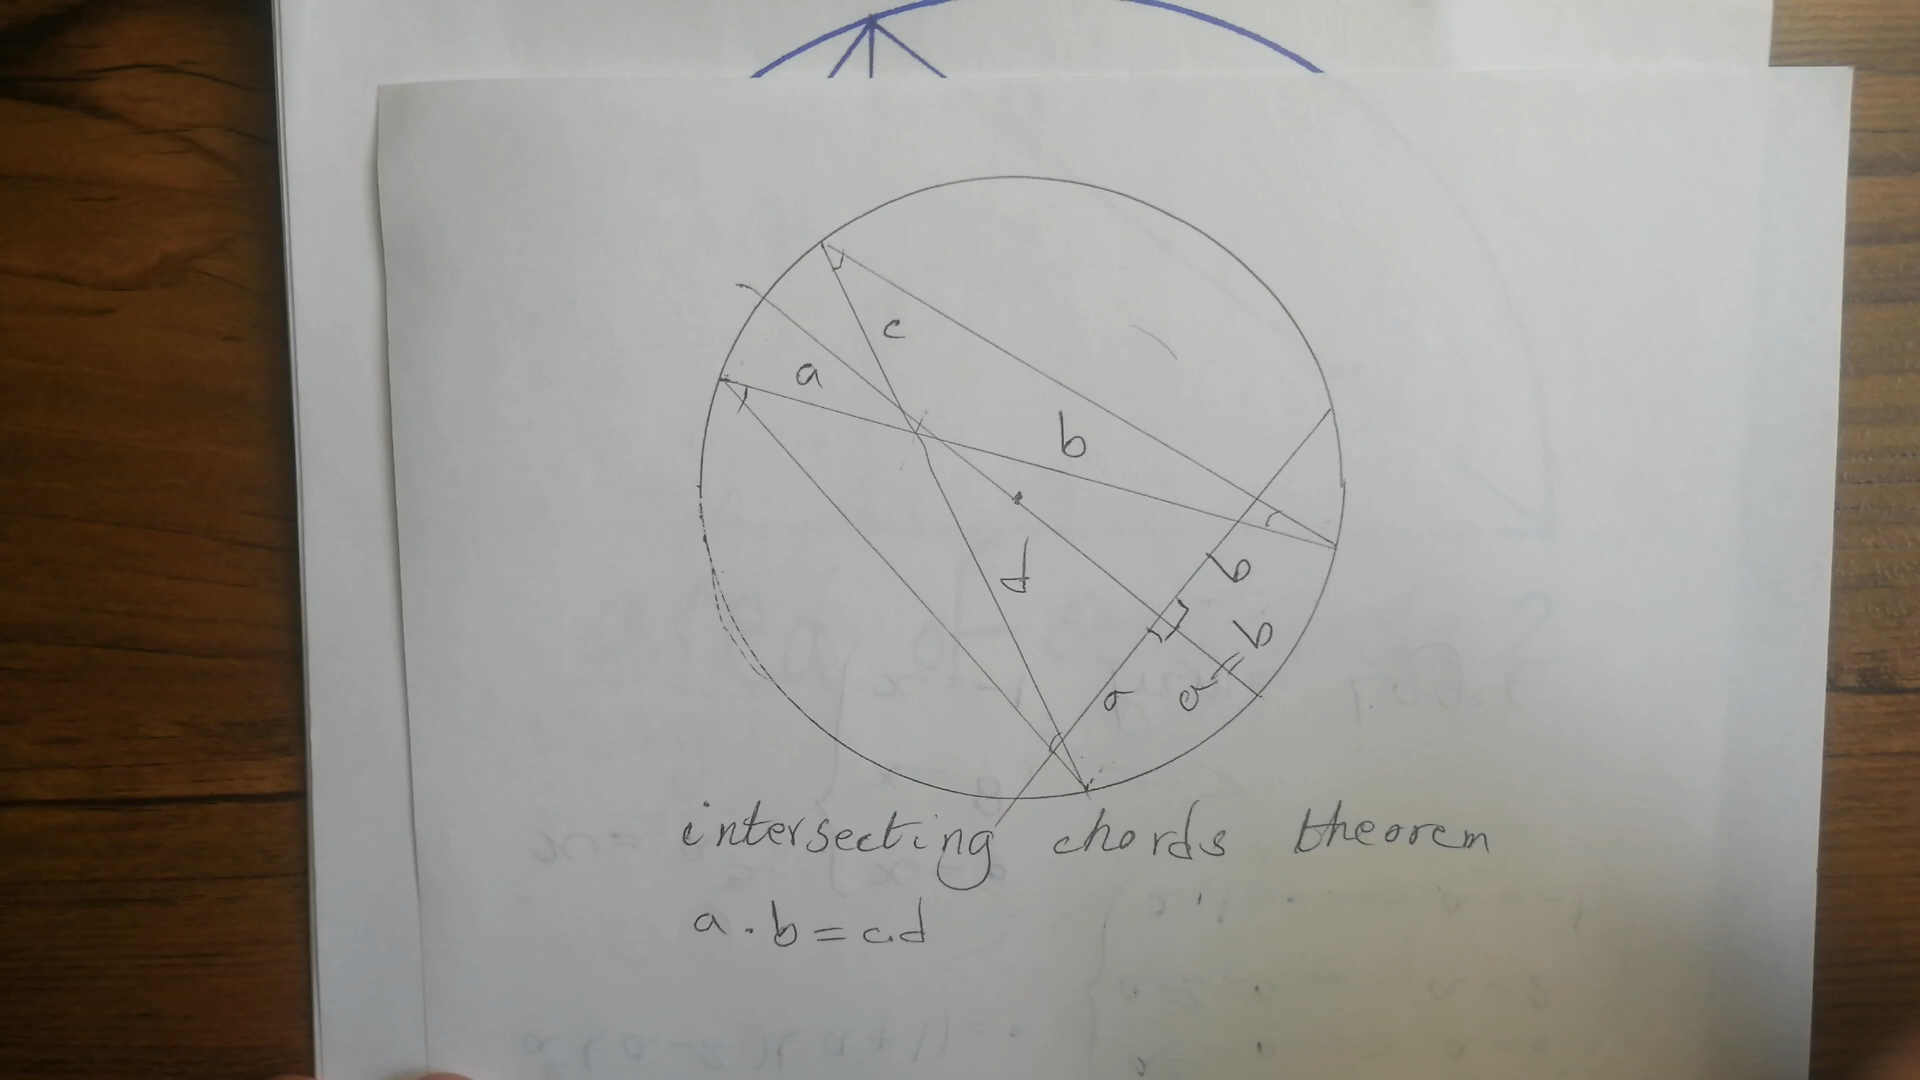 c
a
b
d
b
a
a = b
intersecting chords theorem
a . b = c.d